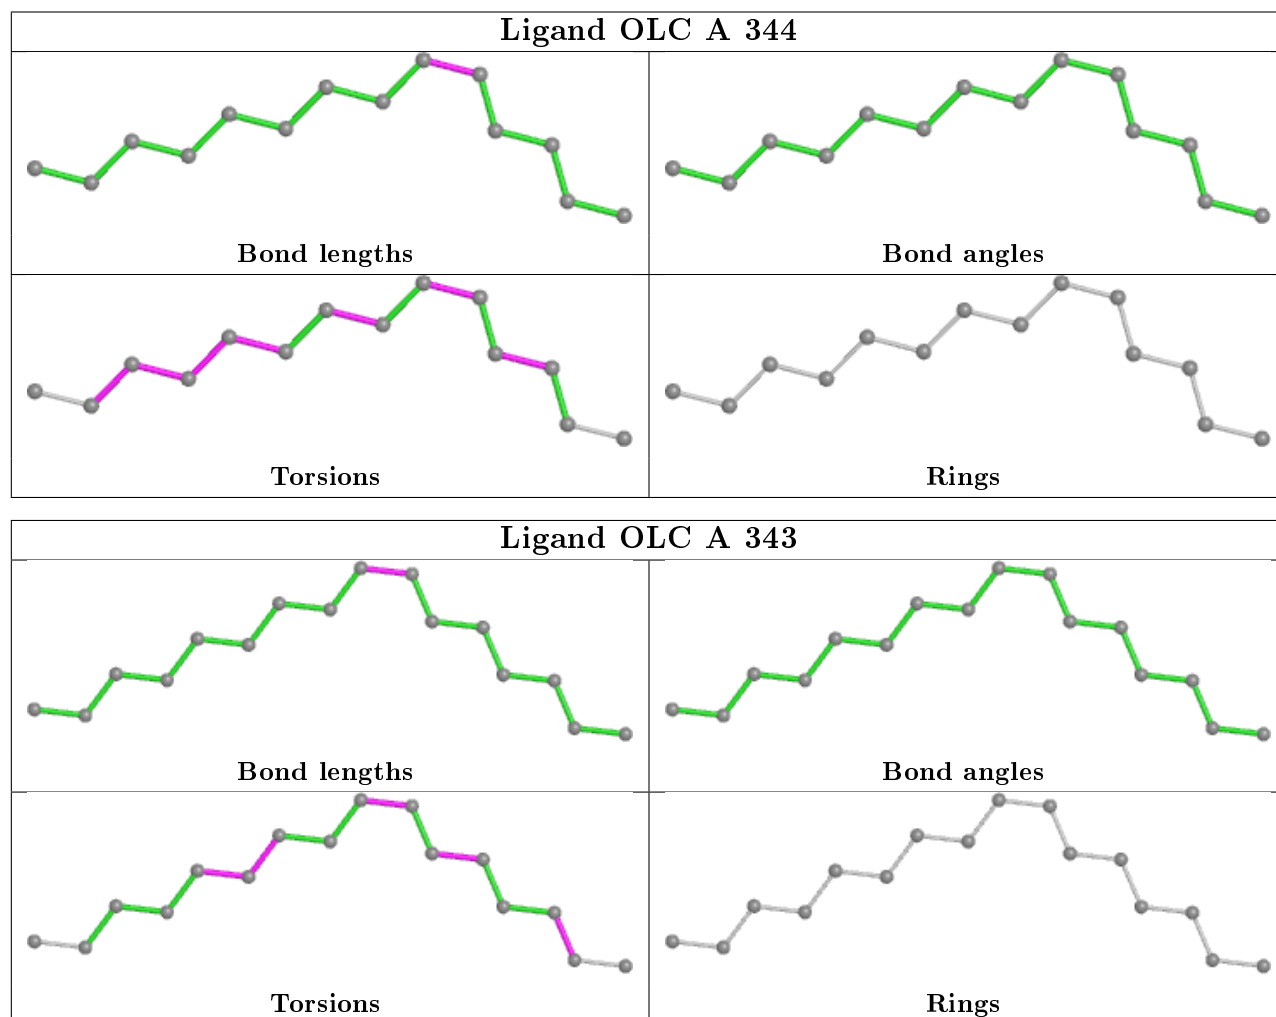 Ligand OLC A 344
Bond lengths
Bond angles
Torsions
Rings
Ligand OLC A 343
Bond lengths
Bond angles
Torsions
Rings